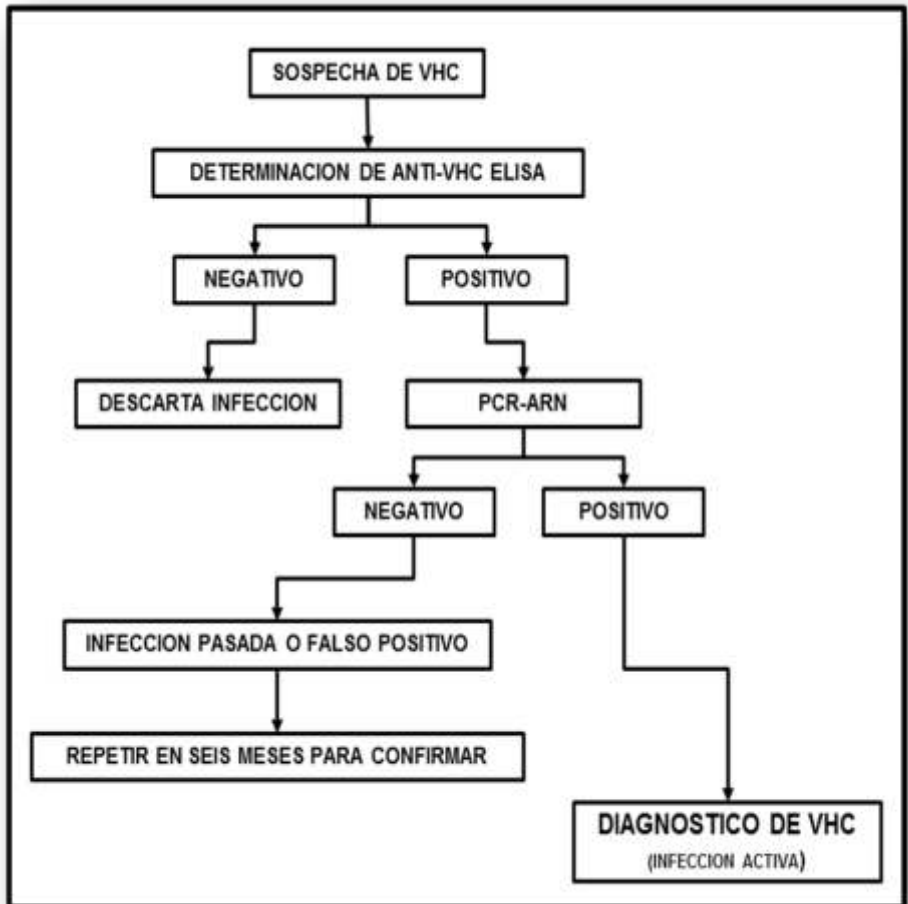 SOSPECHA DE VHC
DETERMINACION DE ANTI-VHC ELISA
NEGATIVO
POSITIVO
DESCARTA INFECCION
PCR-ARN
NEGATIVO
POSITIVO
INFECCION PASADA O FALSO POSITIVO
REPETIR EN SEIS MESES PARA CONFIRMAR
DIAGNOSTICO DE VHC
(INFECCION ACTIVA)